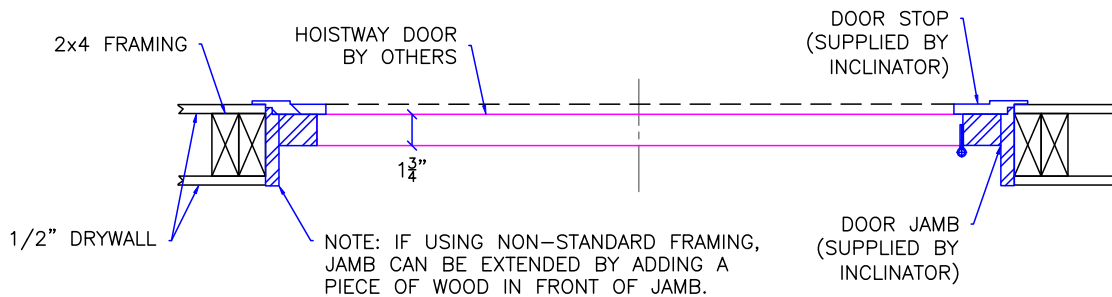 2x4 FRAMING
HOISTWAY DOOR
BY OTHERS
DOOR STOP
(SUPPLIED BY
INCLINATOR)
1¾”
1/2” DRYWALL
NOTE: IF USING NON–STANDARD FRAMING,
JAMB CAN BE EXTENDED BY ADDING A
PIECE OF WOOD IN FRONT OF JAMB.
DOOR JAMB
(SUPPLIED BY
INCLINATOR)